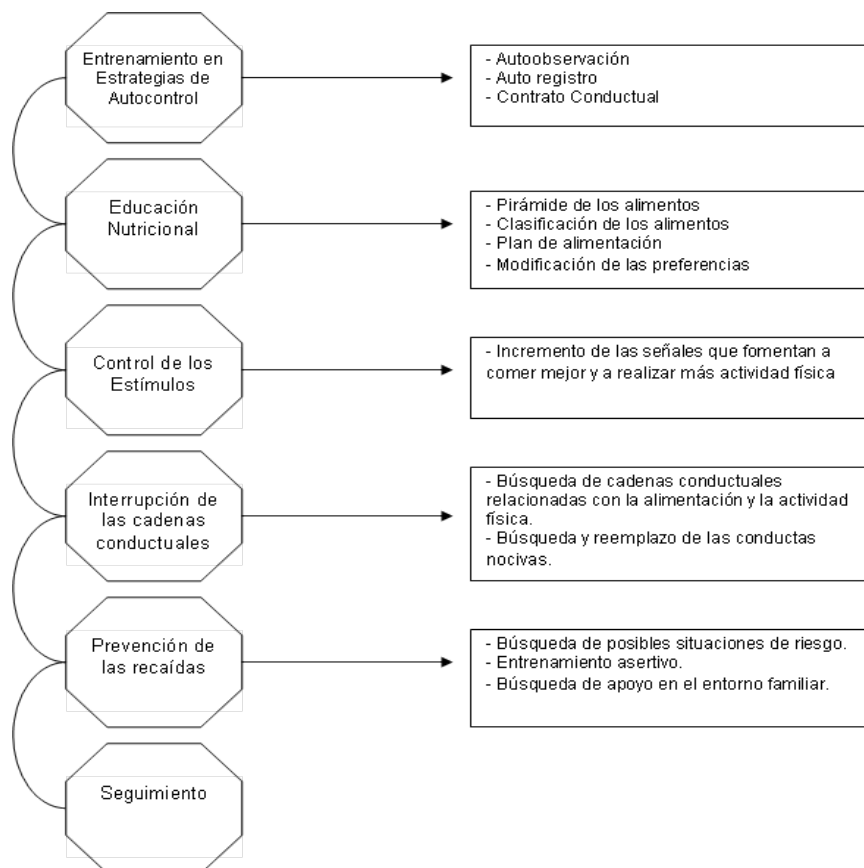 Entrenamiento en
Estrategias de
Autocontrol
- Autoobservación
- Auto registro
- Contrato Conductual
Educación
Nutricional
- Pirámide de los alimentos
- Clasificación de los alimentos
- Plan de alimentación
- Modificación de las preferencias
Control de los
Estímulos
- Incremento de las señales que fomentan a
comer mejor y a realizar más actividad física
Interrupción de
las cadenas
conductuales
- Búsqueda de cadenas conductuales
relacionadas con la alimentación y la actividad
física.
- Búsqueda y reemplazo de las conductas
nocivas.
Prevención de
las recaídas
- Búsqueda de posibles situaciones de riesgo.
- Entrenamiento asertivo.
- Búsqueda de apoyo en el entorno familiar.
Seguimiento